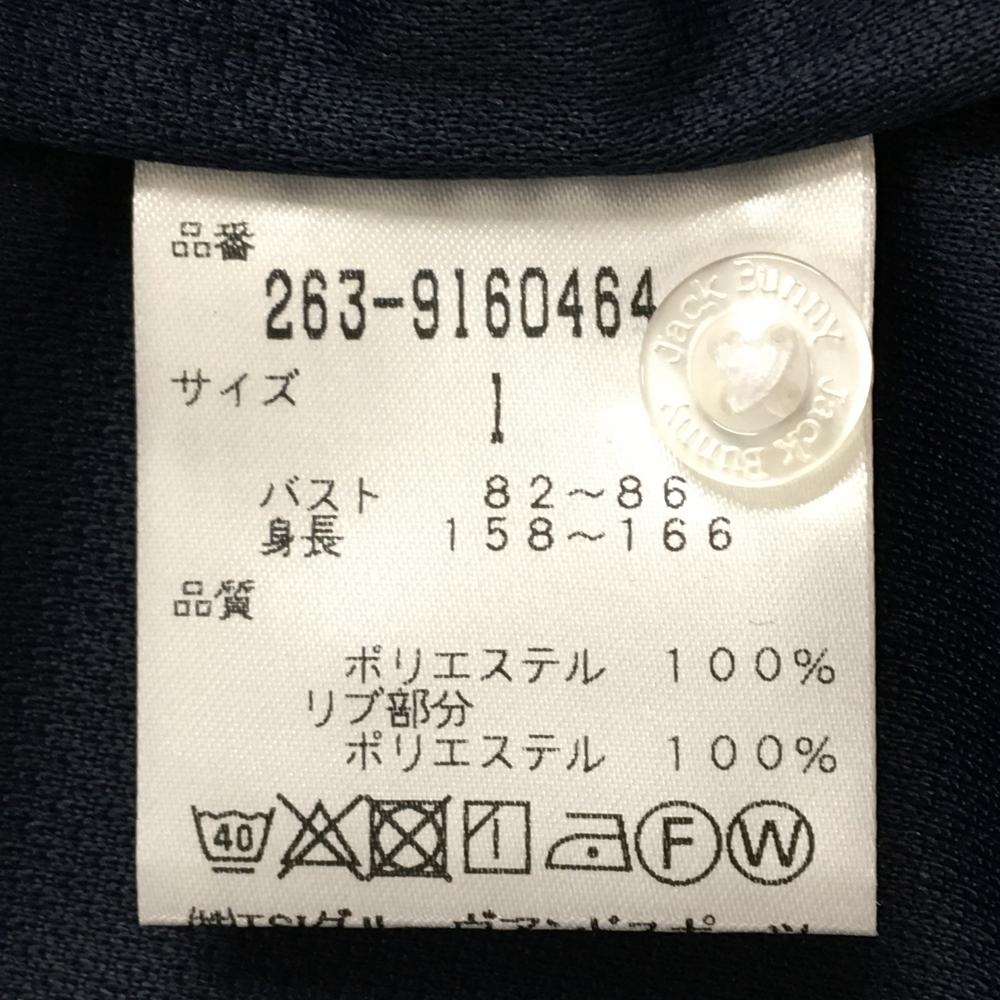 品番
263-9160464
サイズ 1
バスト 82〜86
身長 158〜166
品質
ポリエステル 100%
リブ部分
ポリエステル 100%
40 F W
Jack Bunny
Jack Bunny